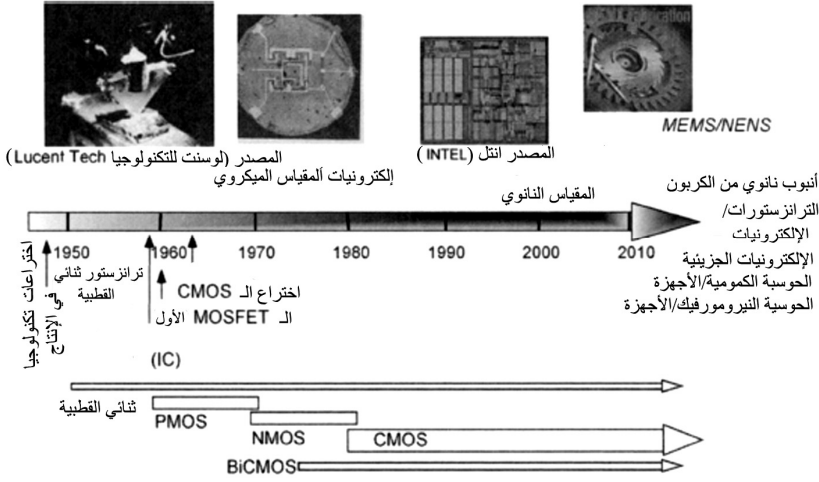 Fabrication
MEMS/NENS
المصدر (لوسنت للتكنولوجيا Lucent Tech)
المصدر انتل (INTEL)
إلكترونيات ألمقياس الميكروي
المقياس النانوي
أنبوب نانوي من الكربون
الترانزستورات/
الإلكترونيات
الإلكترونيات الجزيئية
الحوسبة الكمومية/الأجهزة
الحوسبة النيرومورفيك/الأجهزة
1950 1960 1970 1980 1990 2000 2010
اختراعات تكنولوجيا
في الإنتاج
ترانزستور ثنائي
القطبية
اختراع الـ CMOS
الـ MOSFET الأول
(IC)
ثنائي القطبية
PMOS
NMOS
CMOS
BiCMOS